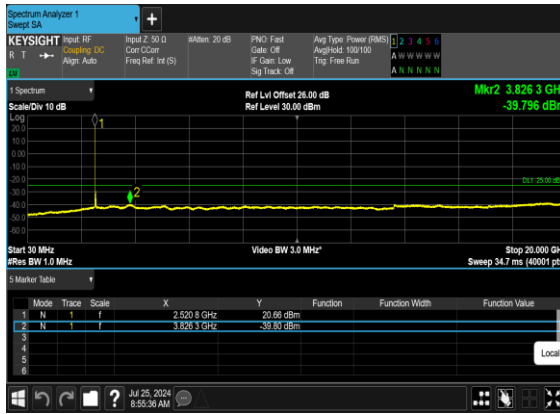 Spectrum Analyzer 1
Swept SA
+
KEYSIGHT Input: RF Input Z: 50 Ω #Atten: 20 dB PNO: Fast Avg Type: Power (RMS) 1 2 3 4 5 6
R T Coupling: DC Corr CCorr Gate: Off Avg|Hold: 100/100 A W W W W W
Align: Auto Freq Ref: Int (S) IF Gain: Low Trig: Free Run
Sig Track: Off A N N N N N
1 Spectrum
Ref Lvl Offset 26.00 dB Mkr2 3.826 3 GH
Scale/Div 10 dB Ref Level 30.00 dBm -39.796 dB
Log
20.0
10.0
0.00
-10.0
-20.0
DL1 -25.00 dB
-30.0
-40.0
-50.0
-60.0
1
2
Start 30 MHz Video BW 3.0 MHz* Stop 20.000 GH
#Res BW 1.0 MHz Sweep 34.7 ms (40001 pt
5 Marker Table
Mode Trace Scale X Y Function Function Width Function Value
1 N 1 f 2.520 8 GHz 20.66 dBm
2 N 1 f 3.826 3 GHz -39.80 dBm
3
4
5
6
Local
? Jul 25, 2024
8:55:36 AM